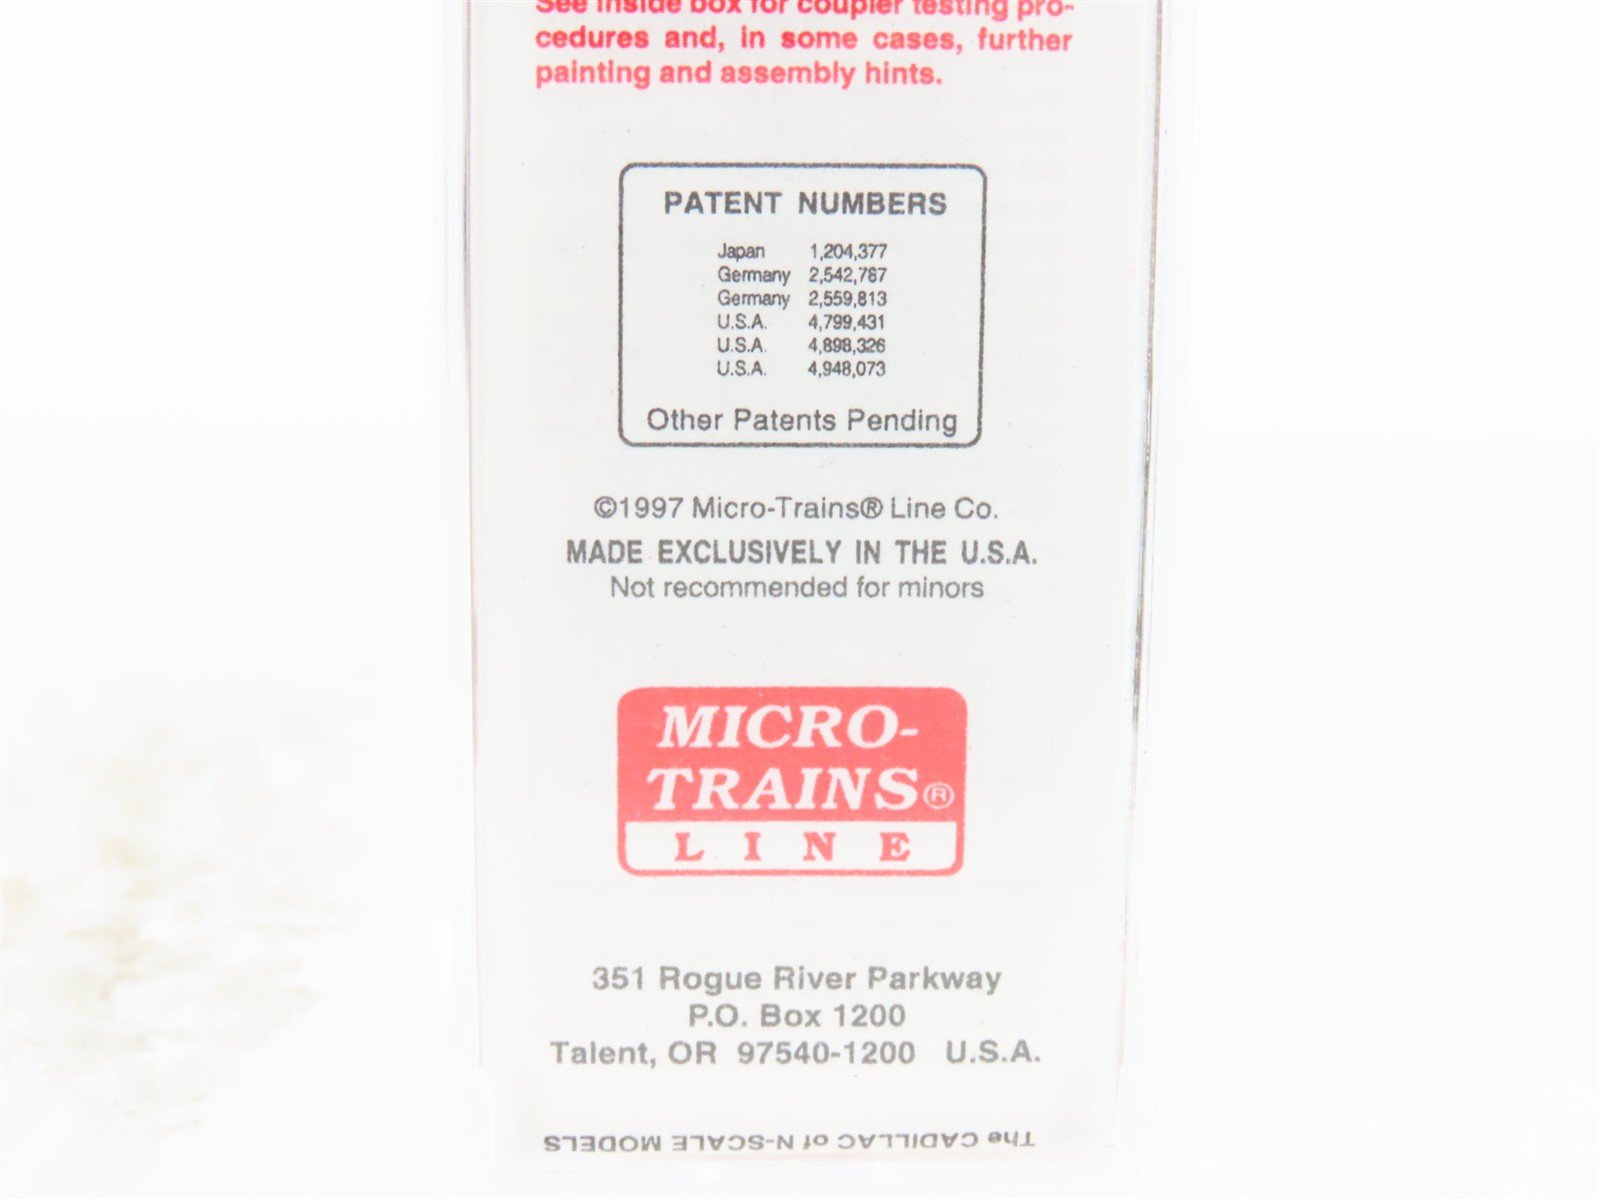 See inside box for coupler testing pro-
cedures and, in some cases, further
painting and assembly hints.
PATENT NUMBERS
Japan 1,204,377
Germany 2,542,787
Germany 2,559,813
U.S.A. 4,799,431
U.S.A. 4,898,326
U.S.A. 4,948,073
Other Patents Pending
©1997 Micro-Trains® Line Co.
MADE EXCLUSIVELY IN THE U.S.A.
Not recommended for minors
MICRO-
TRAINS®
LINE
351 Rogue River Parkway
P.O. Box 1200
Talent, OR 97540-1200 U.S.A.
The CADILLAC of N-SCALE MODELS